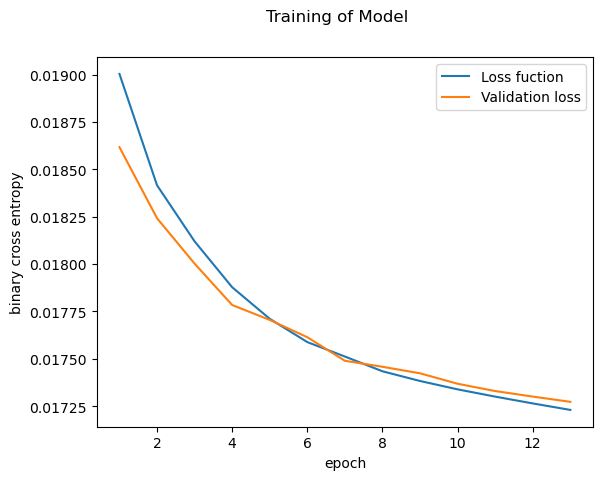 Training of Model
Loss fuction
Validation loss
0.01900
0.01875
0.01850
0.01825
0.01800
0.01775
0.01750
0.01725
binary cross entropy
2 4 6 8 10 12
epoch